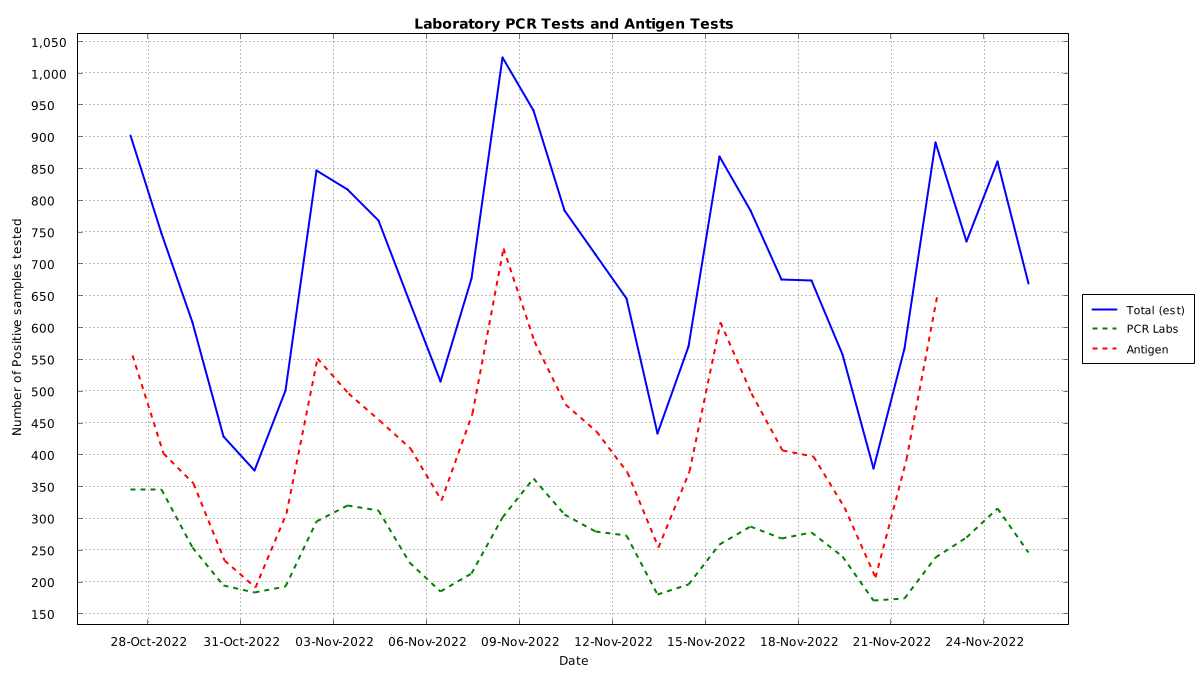 Laboratory PCR Tests and Antigen Tests
1,050
1,000
950
900
850
800
750
700
650
600
550
500
450
400
350
300
250
200
150
Number of Positive samples tested
28-Oct-2022 31-Oct-2022 03-Nov-2022 06-Nov-2022 09-Nov-2022 12-Nov-2022 15-Nov-2022 18-Nov-2022 21-Nov-2022 24-Nov-2022
Date
Total (est)
PCR Labs
Antigen